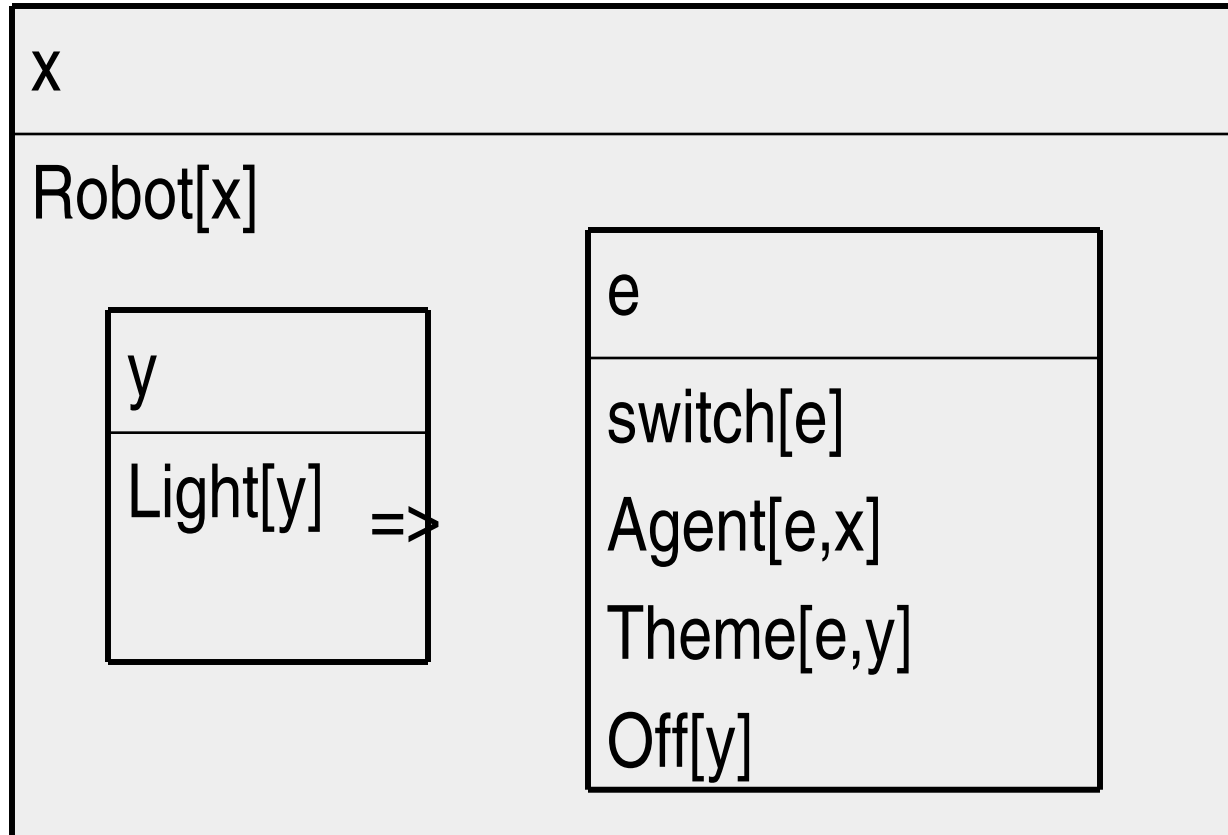 x
Robot[x]
y
Light[y]
=>
e
switch[e]
Agent[e,x]
Theme[e,y]
Off[y]